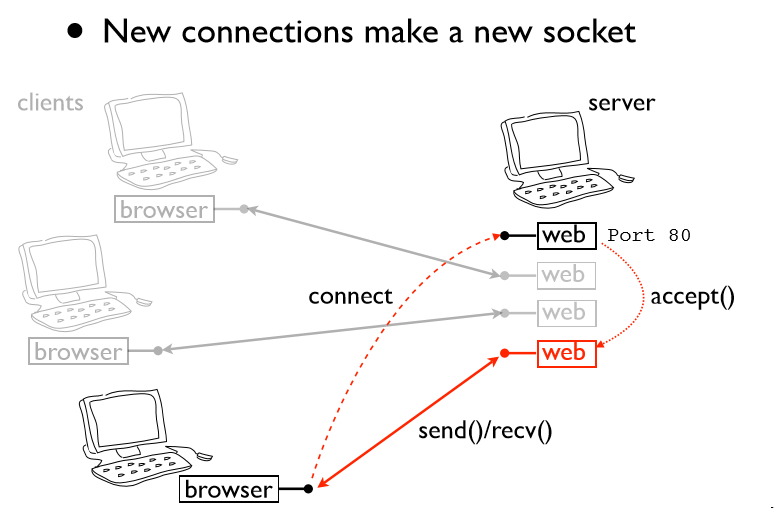 • New connections make a new socket
clients
server
browser
web Port 80
web
connect
accept()
web
browser
web
send()/recv()
browser